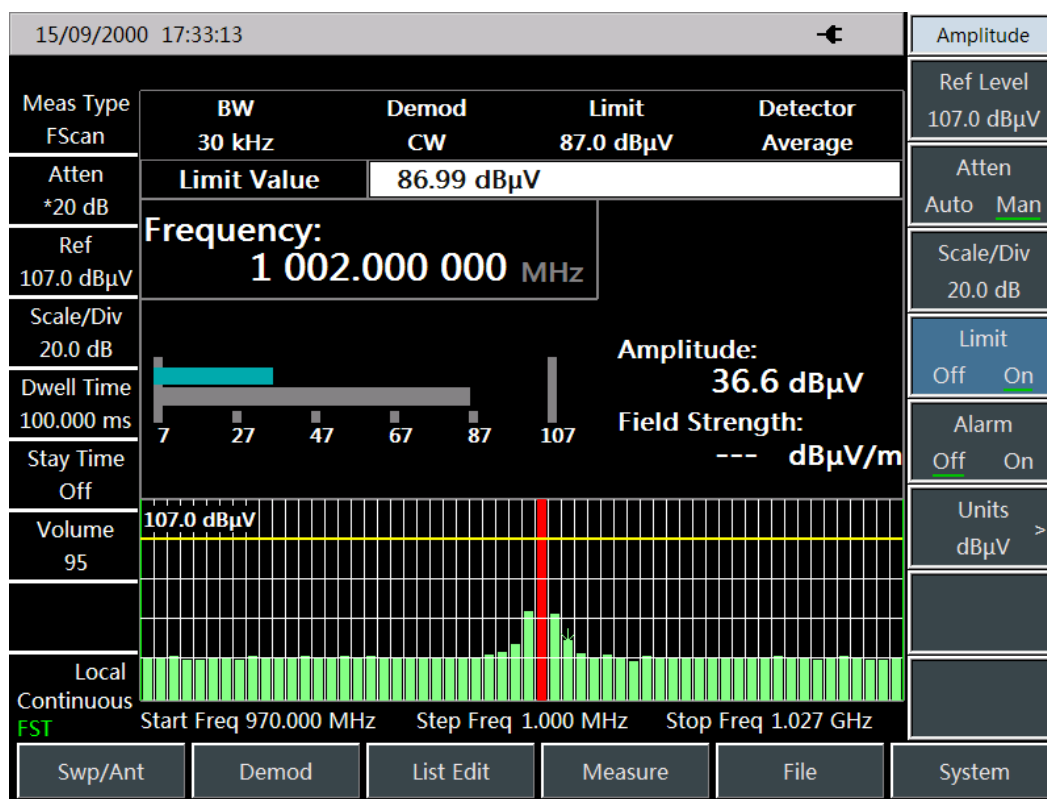 15/09/2000 17:33:13
Amplitude
Meas Type
FScan
Atten
*20 dB
Ref
107.0 dBµV
Scale/Div
20.0 dB
Dwell Time
100.000 ms
Stay Time
Off
Volume
95
Local
Continuous
FST
BW Demod Limit Detector
30 kHz CW 87.0 dBµV Average
Limit Value 86.99 dBµV
Frequency:
1 002.000 000 MHz
7 27 47 67 87 107
Amplitude:
36.6 dBµV
Field Strength:
--- dBµV/m
107.0 dBµV
Start Freq 970.000 MHz Step Freq 1.000 MHz Stop Freq 1.027 GHz
Ref Level
107.0 dBµV
Atten
Auto Man
Scale/Div
20.0 dB
Limit
Off On
Alarm
Off On
Units
dBµV >
Swp/Ant Demod List Edit Measure File System